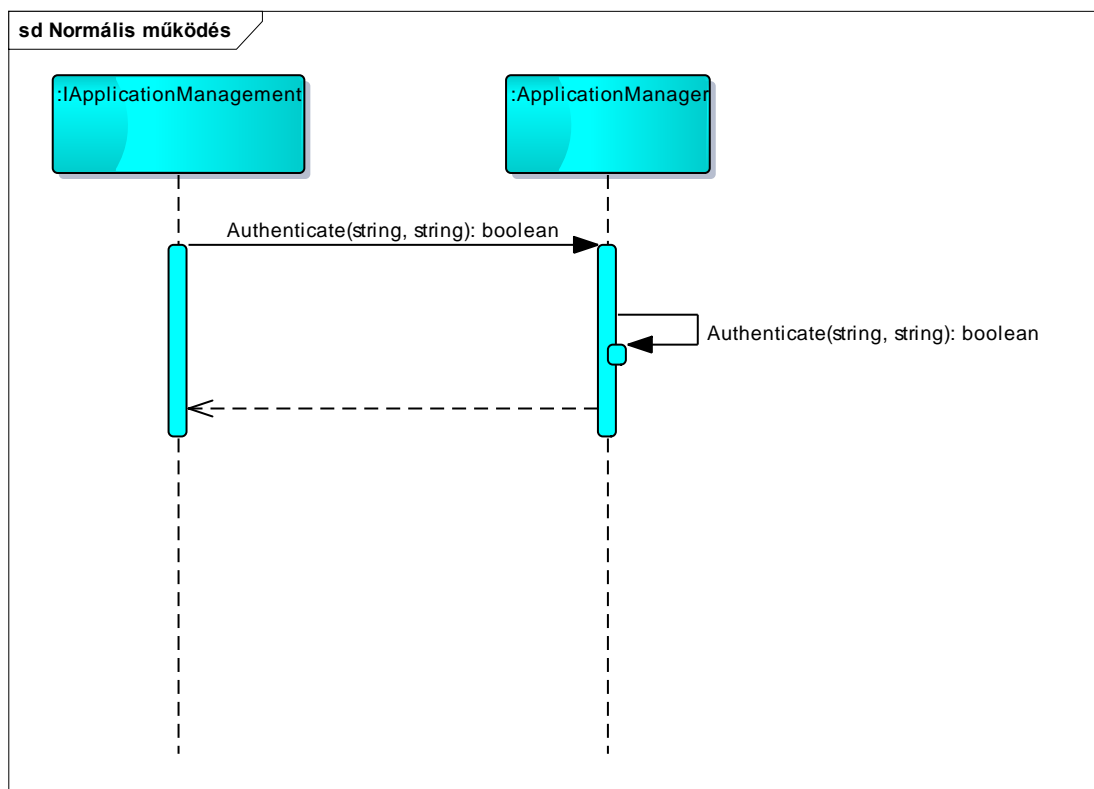 sd Normális működés
:IApplicationManagement
:ApplicationManager
Authenticate(string, string): boolean
Authenticate(string, string): boolean